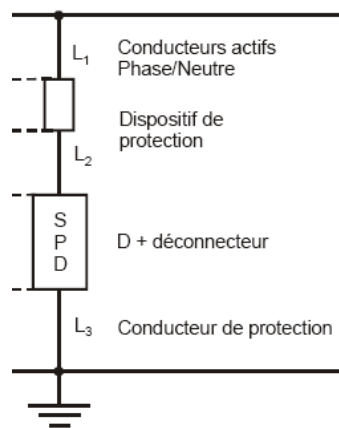 L1
Conducteurs actifs
Phase/Neutre
Dispositif de
protection
L2
S
P
D
D + déconnecteur
L3
Conducteur de protection